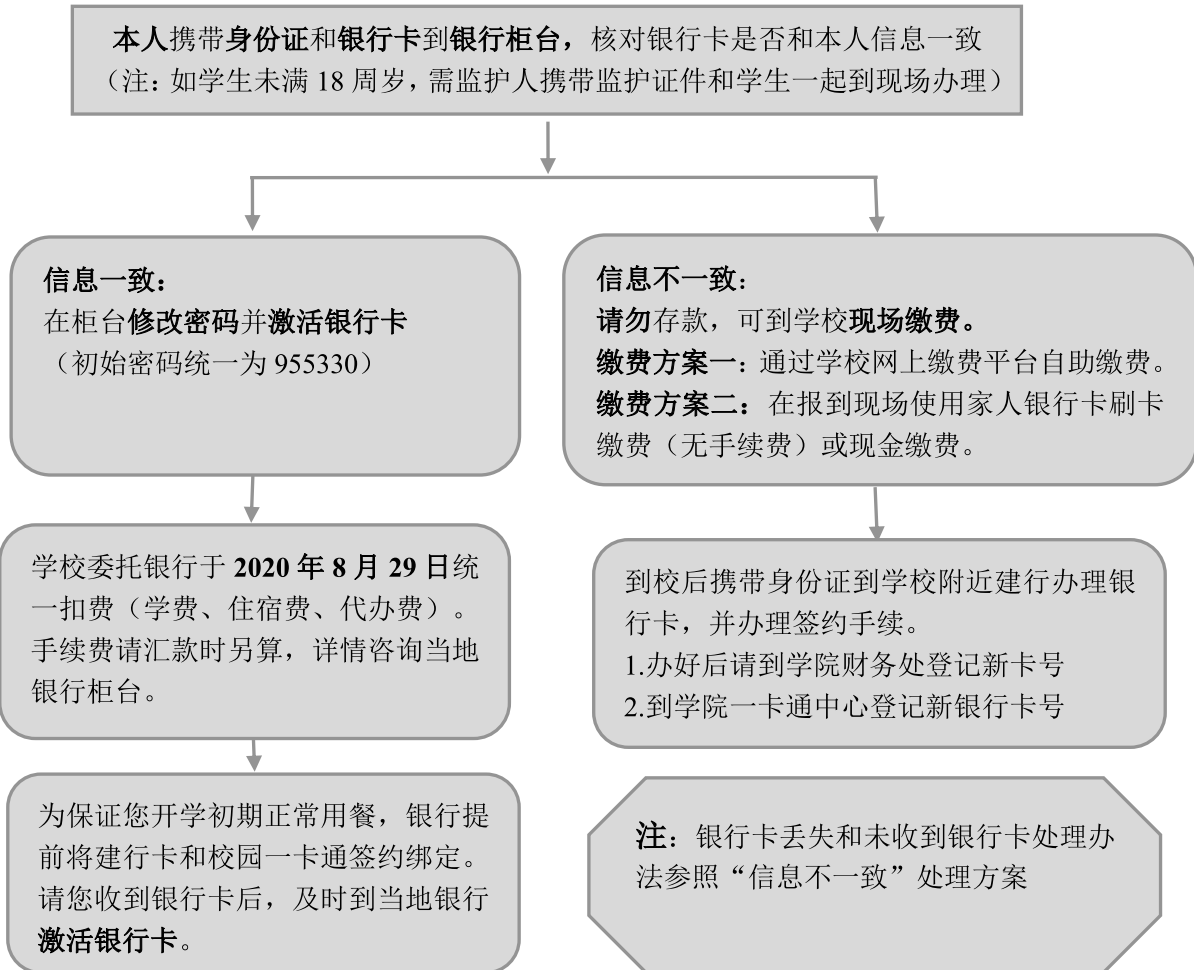 本人携带身份证和银行卡到银行柜台，核对银行卡是否和本人信息一致
（注：如学生未满 18 周岁，需监护人携带监护证件和学生一起到现场办理）
信息一致：
在柜台修改密码并激活银行卡
（初始密码统一为 955330）
学校委托银行于 2020 年 8 月 29 日统
一扣费（学费、住宿费、代办费）。
手续费请汇款时另算，详情咨询当地
银行柜台。
为保证您开学初期正常用餐，银行提
前将建行卡和校园一卡通签约绑定。
请您收到银行卡后，及时到当地银行
激活银行卡。
信息不一致：
请勿存款，可到学校现场缴费。
缴费方案一：通过学校网上缴费平台自助缴费。
缴费方案二：在报到现场使用家人银行卡刷卡
缴费（无手续费）或现金缴费。
到校后携带身份证到学校附近建行办理银
行卡，并办理签约手续。
1.办好后请到学院财务处登记新卡号
2.到学院一卡通中心登记新银行卡号
注：银行卡丢失和未收到银行卡处理办
法参照“信息不一致”处理方案